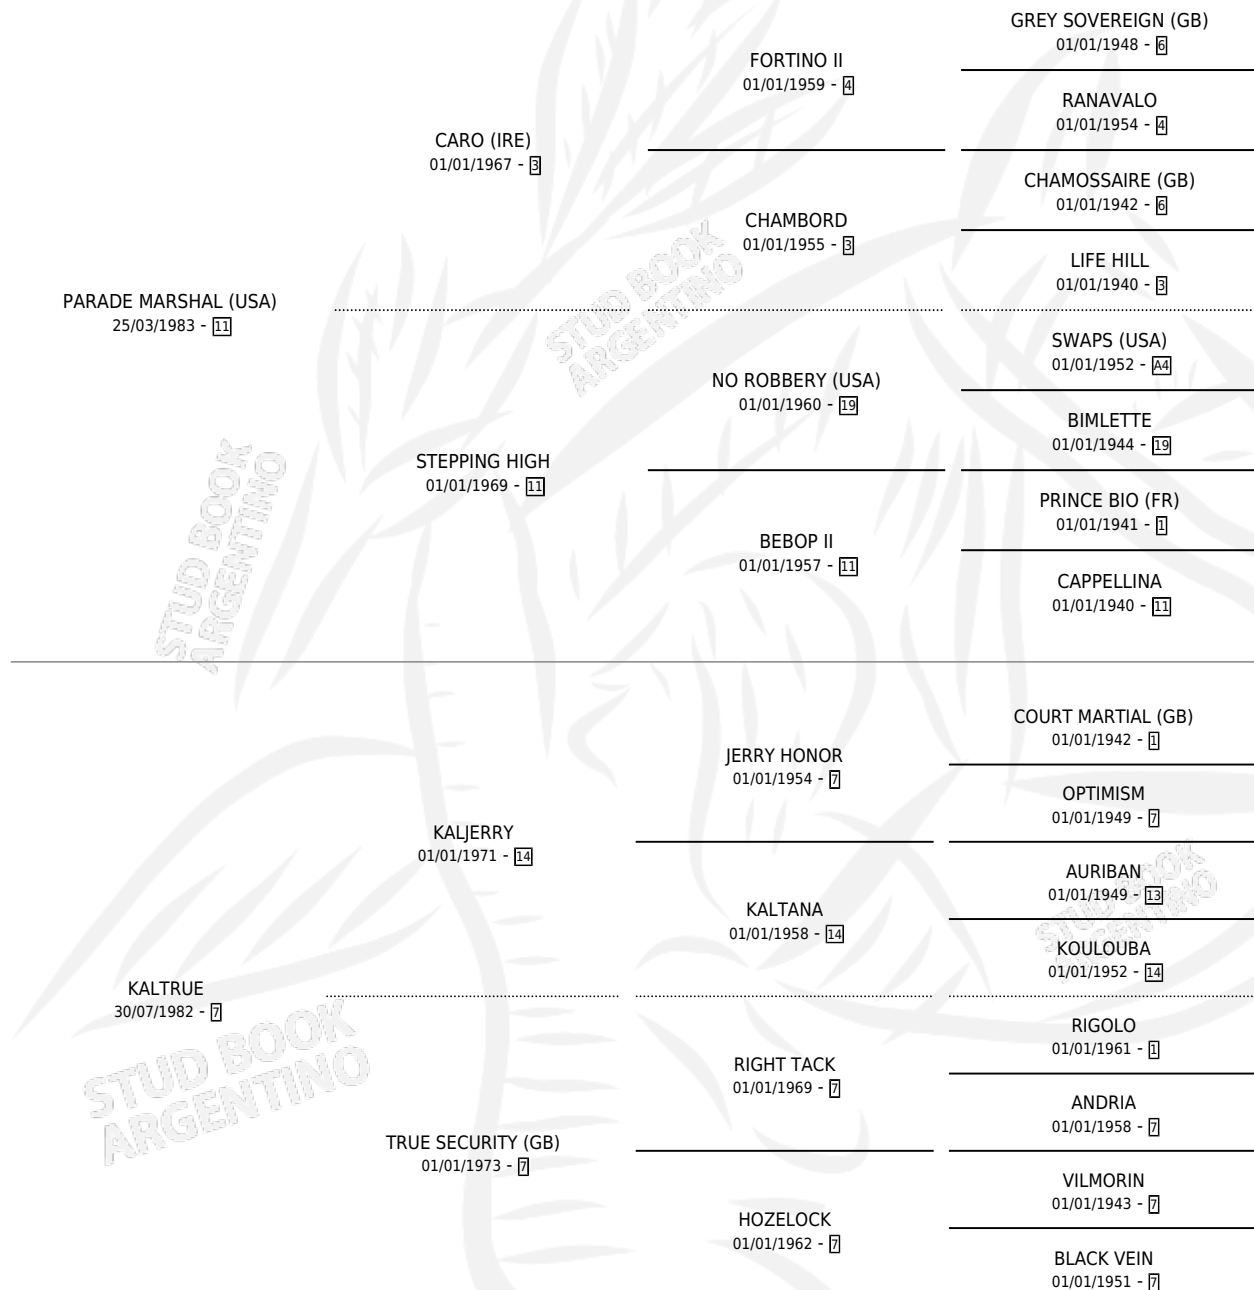 GREY SOVEREIGN (GB)
01/01/1948 - 6
FORTINO II
01/01/1959 - 4
RANAVALO
01/01/1954 - 4
CARO (IRE)
01/01/1967 - 3
CHAMOSSAIRE (GB)
01/01/1942 - 6
CHAMBORD
01/01/1955 - 3
LIFE HILL
01/01/1940 - 3
PARADE MARSHAL (USA)
25/03/1983 - 11
STUD BOOK
ARGENTINO
SWAPS (USA)
01/01/1952 - A4
NO ROBBERY (USA)
01/01/1960 - 19
BIMLETTE
01/01/1944 - 19
STEPPING HIGH
01/01/1969 - 11
PRINCE BIO (FR)
01/01/1941 - 1
BEBOP II
01/01/1957 - 11
CAPPELLINA
01/01/1940 - 11
STUD BOOK
ARGENTINO
COURT MARTIAL (GB)
01/01/1942 - 1
JERRY HONOR
01/01/1954 - 7
OPTIMISM
01/01/1949 - 7
KALJERRY
01/01/1971 - 14
AURIBAN
01/01/1949 - 13
STUD BOOK
ARGENTINO
KALTANA
01/01/1958 - 14
KOULOUBA
01/01/1952 - 14
KALTRUE
30/07/1982 - 7
STUD BOOK
ARGENTINO
RIGOLO
01/01/1961 - 1
RIGHT TACK
01/01/1969 - 7
ANDRIA
01/01/1958 - 7
TRUE SECURITY (GB)
01/01/1973 - 7
VILMORIN
01/01/1943 - 7
HOZELOCK
01/01/1962 - 7
BLACK VEIN
01/01/1951 - 7